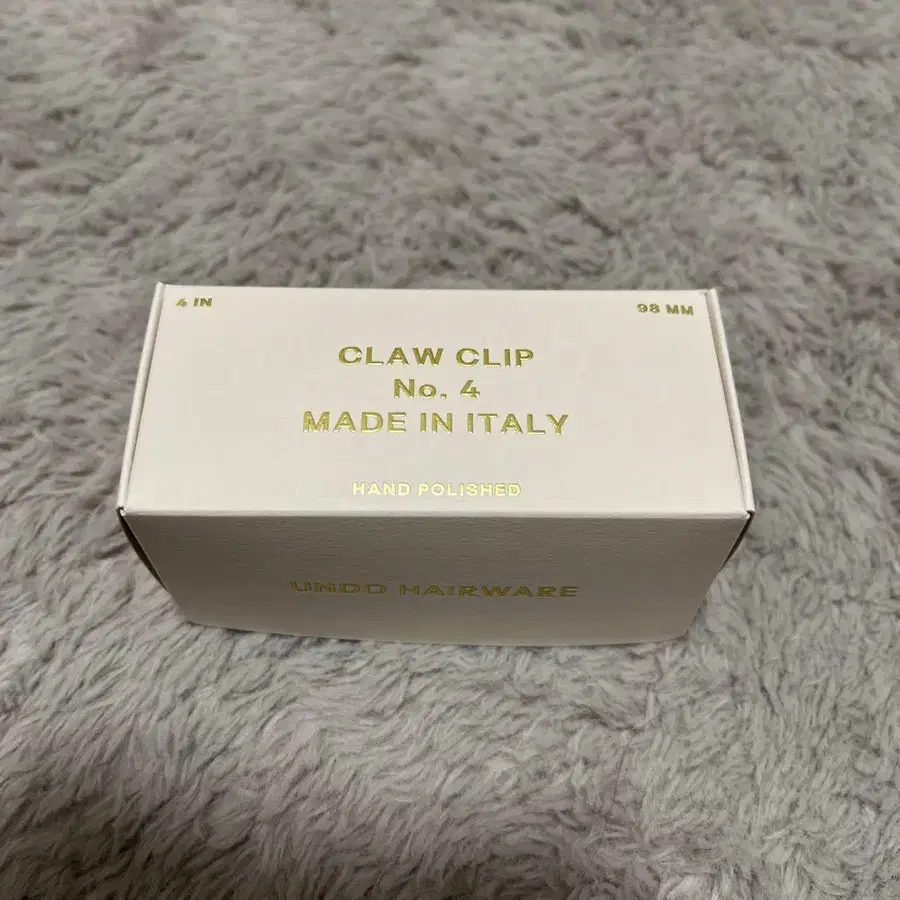 4 IN
98 MM
CLAW CLIP
No. 4
MADE IN ITALY
HAND POLISHED
UNDO HAIRWARE